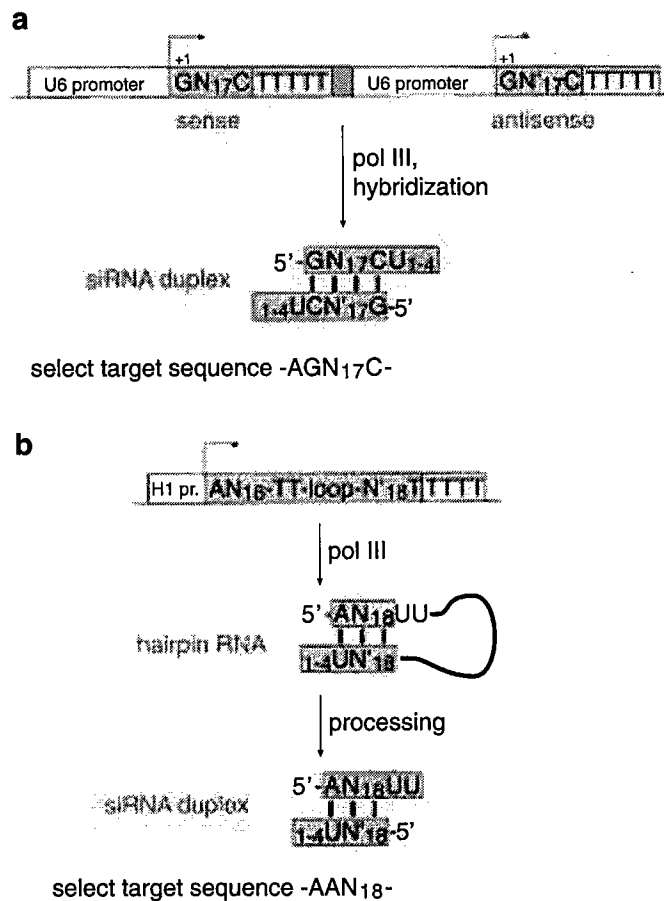 a
+1 +1
U6 promoter GN17C TTTTT U6 promoter GN'17C TTTTT
sense antisense
pol III,
hybridization
5'-GN17CU1-4
siRNA duplex
1-4UCN'17G-5'
select target sequence -AGN17C-
b
H1 pr. AN18-TT-loop-N'18T TTTT
pol III
5'-AN18UU
hairpin RNA
1-4UN'18
processing
5'-AN18UU
siRNA duplex
1-4UN'18-5'
select target sequence -AAN18-